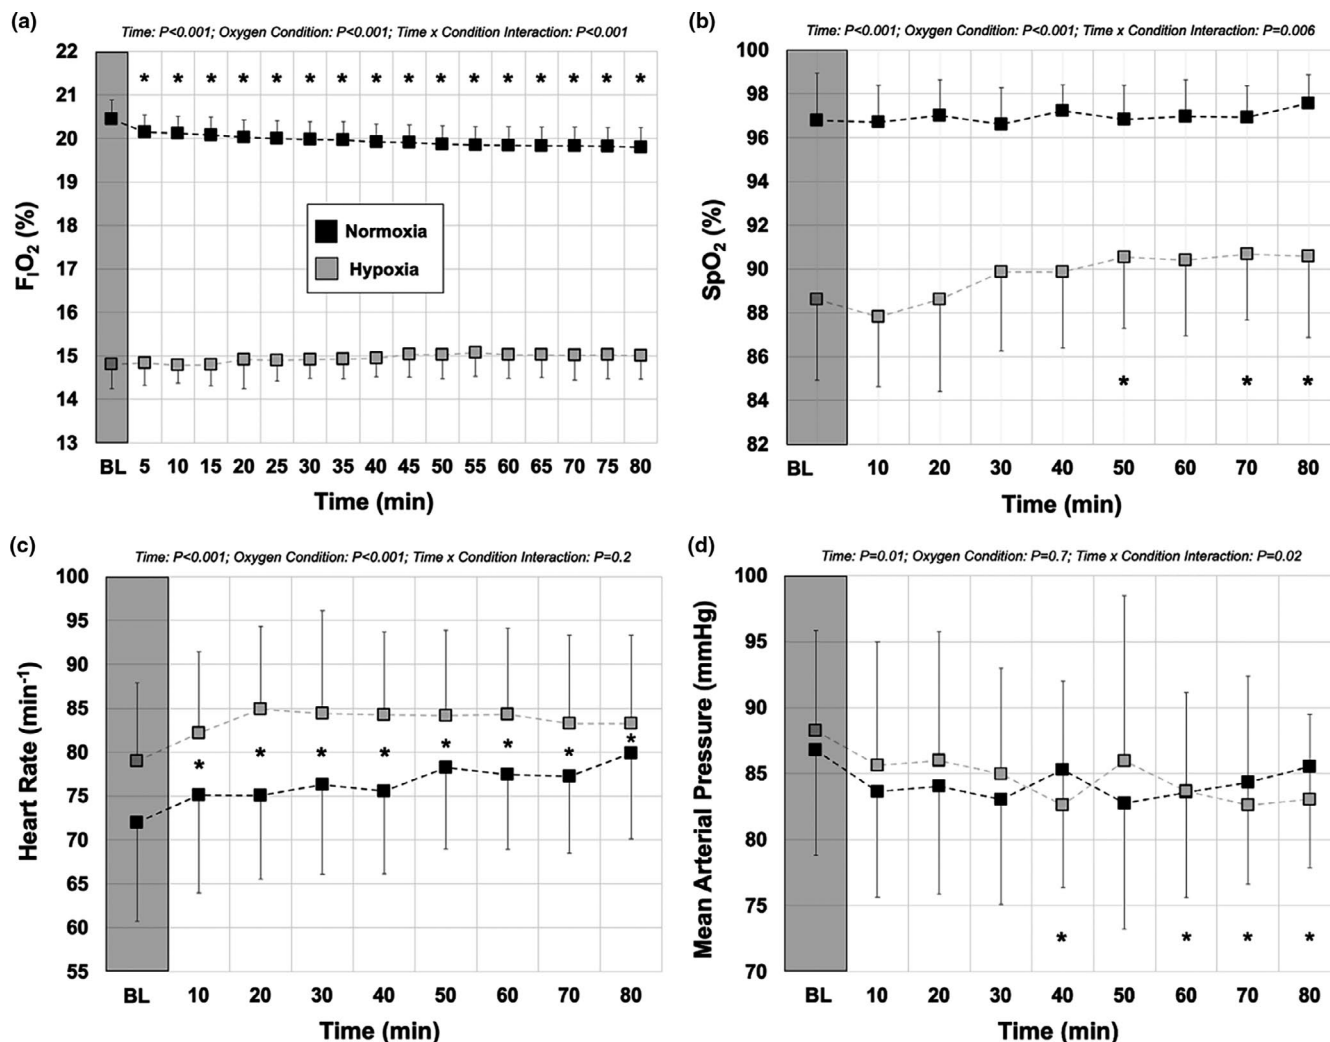 (a)
Time: P<0.001; Oxygen Condition: P<0.001; Time x Condition Interaction: P<0.001
22
21
20
19
18
17
16
15
14
13
FIO2 (%)
* * * * * * * * * * * * * * * *
Normoxia
Hypoxia
BL 5 10 15 20 25 30 35 40 45 50 55 60 65 70 75 80
Time (min)
(b)
Time: P<0.001; Oxygen Condition: P<0.001; Time x Condition Interaction: P=0.006
100
98
96
94
92
90
88
86
84
82
SpO2 (%)
* * *
BL 10 20 30 40 50 60 70 80
Time (min)
(c)
Time: P<0.001; Oxygen Condition: P<0.001; Time x Condition Interaction: P=0.2
100
95
90
85
80
75
70
65
60
55
Heart Rate (min-1)
* * * * * * * *
BL 10 20 30 40 50 60 70 80
Time (min)
(d)
Time: P=0.01; Oxygen Condition: P=0.7; Time x Condition Interaction: P=0.02
100
95
90
85
80
75
70
Mean Arterial Pressure (mmHg)
* * * *
BL 10 20 30 40 50 60 70 80
Time (min)